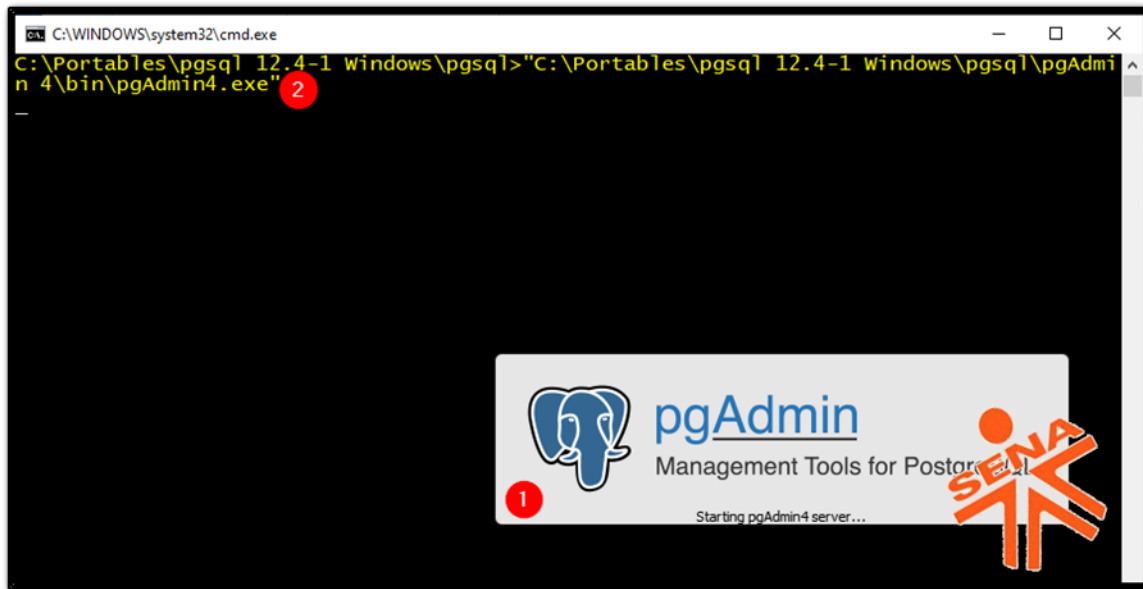 C:\WINDOWS\system32\cmd.exe
C:\Portables\pgsql 12.4-1 Windows\pgsql>"C:\Portables\pgsql 12.4-1 Windows\pgsql\pgAdmi
n 4\bin\pgAdmin4.exe"
2
pgAdmin
Management Tools for
SENA
1
Starting pgAdmin4 server...